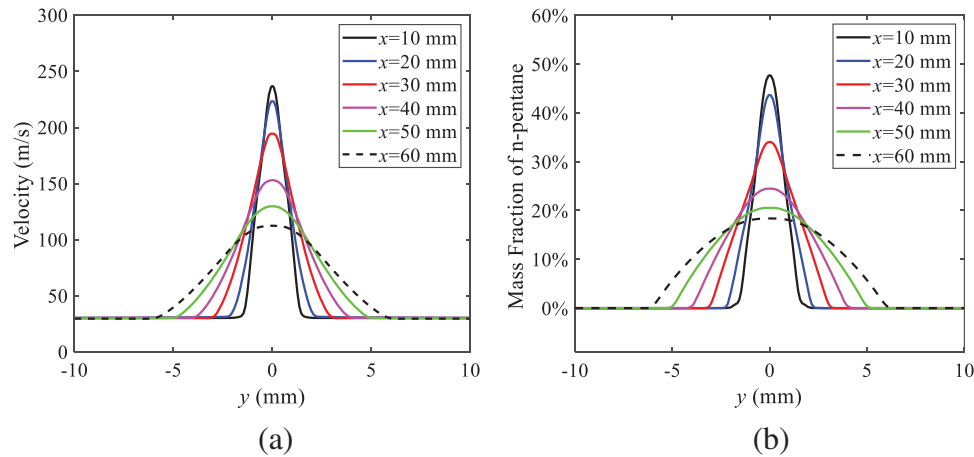 300
250
200
150
100
50
0
Velocity (m/s)
-10
-5
0
5
10
y (mm)
x=10 mm
x=20 mm
x=30 mm
x=40 mm
x=50 mm
x=60 mm
(a)
60%
50%
40%
30%
20%
10%
0%
Mass Fraction of n-pentane
-10
-5
0
5
10
y (mm)
x=10 mm
x=20 mm
x=30 mm
x=40 mm
x=50 mm
x=60 mm
(b)